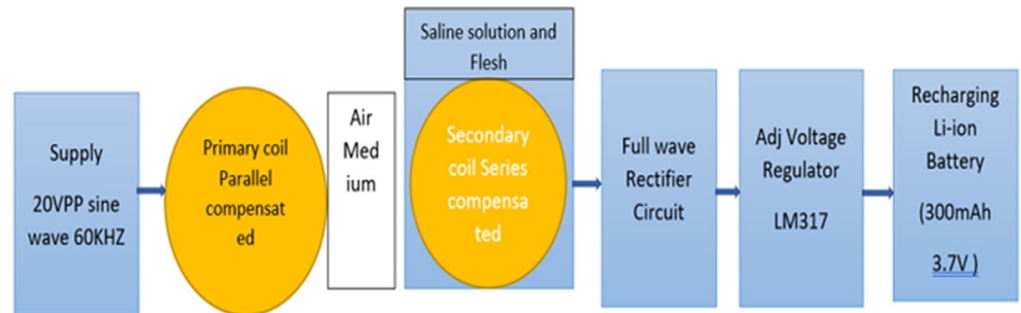 Supply
20VPP sine
wave 60KHZ
Primary coil
Parallel
compensat
ed
Air
Med
ium
Saline solution and
Flesh
Secondary
coil Series
compensa
ted
Full wave
Rectifier
Circuit
Adj Voltage
Regulator
LM317
Recharging
Li-ion
Battery
(300mAh
3.7V )